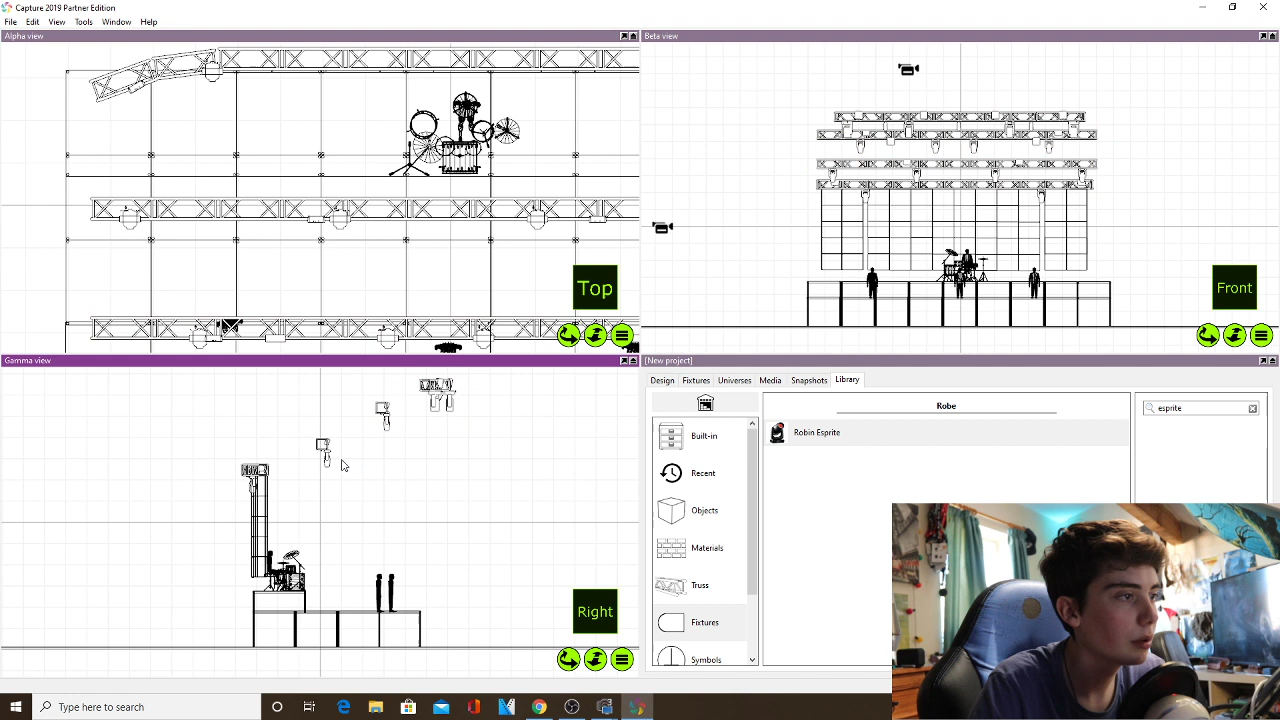 Capture 2019 Partner Edition
File Edit View Tools Window Help
Alpha view
Beta view
Top
Front
Gamma view
[New project]
Design Fixtures Universes Media Snapshots Library
Robe
esprite
Robin Esprite
Built-in
Recent
Objects
Materials
Truss
Fixtures
Symbols
Right
Type here to search